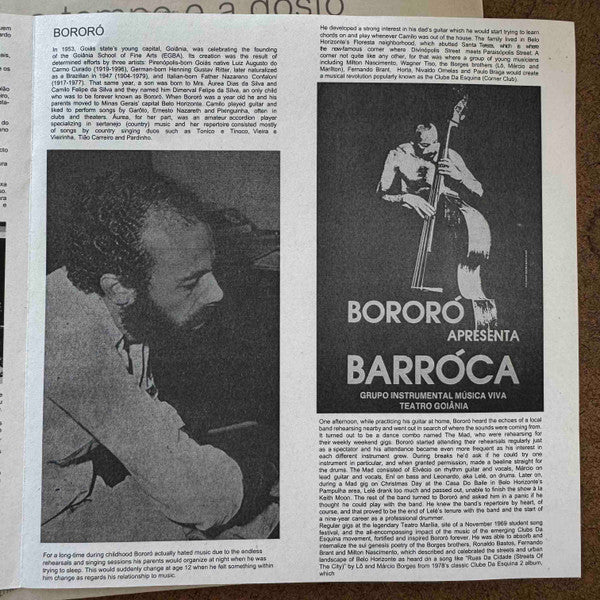 tempo e a gosto
BORORÓ
In 1953, Goiás state's young capital, Goiânia, was celebrating the founding
of the Goiânia School of Fine Arts (EGBA). Its creation was the result of
determined efforts by three artists: Pirenópolis-born Goiás native Luiz Augusto do
Carmo Curado (1919-1996), German-born Henning Gustav Ritter, later naturalized
as a Brazilian in 1947 (1904-1979), and Italian-born Father Nazareno Confaloni
(1917-1977). That same year, a son was born to Mrs. Áurea Dias da Silva and
Camilo Felipe da Silva and they named him Dimerval Felipe da Silva, an only child
who was to be forever known as Bororó. When Bororó was a year old he and his
parents moved to Minas Gerais' capital Belo Horizonte. Camilo played guitar and
liked to perform songs by Garôto, Ernesto Nazareth and Pixinguinha, often in
clubs and theaters. Áurea, for her part, was an amateur accordion player
specializing in sertanejo (country) music and her repertoire consisted mostly
of songs by country singing duos such as Tonico e Tinoco, Vieira e
Vieirinha, Tião Carreiro and Pardinho.
For a long-time during childhood Bororó actually hated music due to the endless
rehearsals and singing sessions his parents would organize at night when he was
trying to sleep. This would suddenly change at age 12 when he felt something within
him change as regards his relationship to music.
He developed a strong interest in his dad's guitar which he would start trying to learn
chords on and play whenever Camilo was out of the house. The family lived in Belo
Horizonte's Floresta neighborhood, which abutted Santa Tereza, which is where
the now-famous corner where Divinópolis Street meets Paraisópolis Street. A
corner not quite like any other, for that was where a group of young musicians
including Milton Nascimento, Wagner Tiso, the Borges brothers (Lô, Márcio and
Marilton), Fernando Brant, Horta, Nivaldo Ornelas and Paulo Braga would create
a musical revolution popularly known as the Clube Da Esquina (Corner Club).
BORORÓ
APRESENTA
BARRÓCA
GRUPO INSTRUMENTAL MÚSICA VIVA
TEATRO GOIÂNIA
One afternoon, while practicing his guitar at home, Bororó heard the echoes of a local
band rehearsing nearby and went out in search of where the sounds were coming from.
It turned out to be a dance combo named The Mad, who were rehearsing for
their weekly weekend gigs. Bororó started attending their rehearsals regularly just
as a spectator and his attendance became even more frequent as his interest in
each different instrument grew. During breaks he'd ask if he could try one
instrument in particular, and when granted permission, made a beeline straight for
the drums. The Mad consisted of Elvécio on rhythm guitar and vocals, Márcio on
lead guitar and vocals, Eni on bass and Leonardo, aka Lelé, on drums. Later on,
during a fatal gig on Christmas Day at the Casa Do Baile in Belo Horizonte's
Pampulha area, Lelé drank too much and passed out, unable to finish the show à la
Keith Moon. The rest of the band turned to Bororó and asked him in a panic if he
thought he could play with the band. He knew the band's repertoire by heart, of
course, and that proved to be the end of Lelé's tenure with the band and the start of
a nine-year career as a professional drummer.
Regular gigs at the legendary Teatro Marília, site of a November 1969 student song
festival, and the all-encompassing impact of the music of the emerging Clube Da
Esquina movement, fortified and inspired Bororó forever. He was able to absorb and
internalize the sui genesis poetry of the Borges brothers, Ronaldo Bastos, Fernando
Brant and Milton Nascimento, which described and celebrated the streets and urban
landscape of Belo Horizonte as heard on a song like "Ruas Da Cidade (Streets Of
The City)" by Lô and Márcio Borges from 1978's classic Clube Da Esquina 2 album,
which